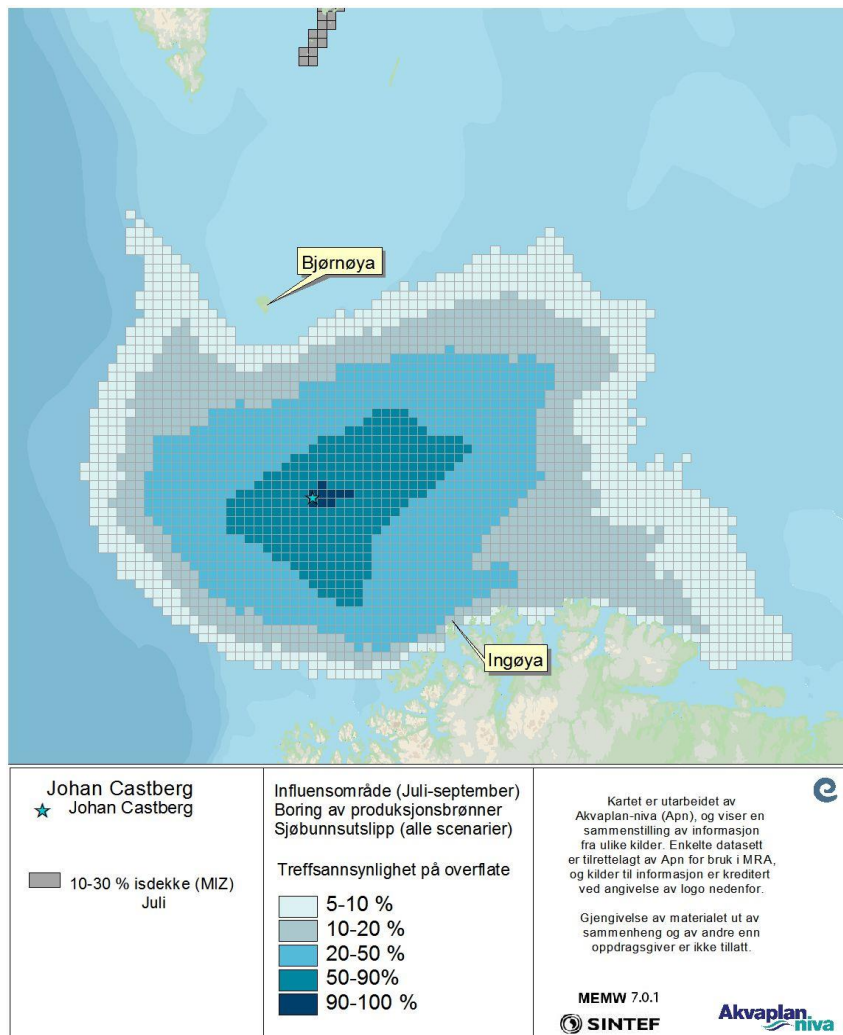 Bjørnøya
Ingøya
Johan Castberg
Johan Castberg
10-30 % isdekke (MIZ)
Juli
Influensområde (Juli-september)
Boring av produksjonsbrønner
Sjøbunnsutslipp (alle scenarier)
Treffsannsynlighet på overflate
5-10 %
10-20 %
20-50 %
50-90%
90-100 %
Kartet er utarbeidet av
Akvaplan-niva (Apn), og viser en
sammenstilling av informasjon
fra ulike kilder. Enkelte datasett
er tilrettelagt av Apn for bruk i MRA,
og kilder til informasjon er kreditert
ved angivelse av logo nedenfor.
Gjengivelse av materialet ut av
sammenheng og av andre enn
oppdragsgiver er ikke tillatt.
MEMW 7.0.1
SINTEF
Akvaplan
niva